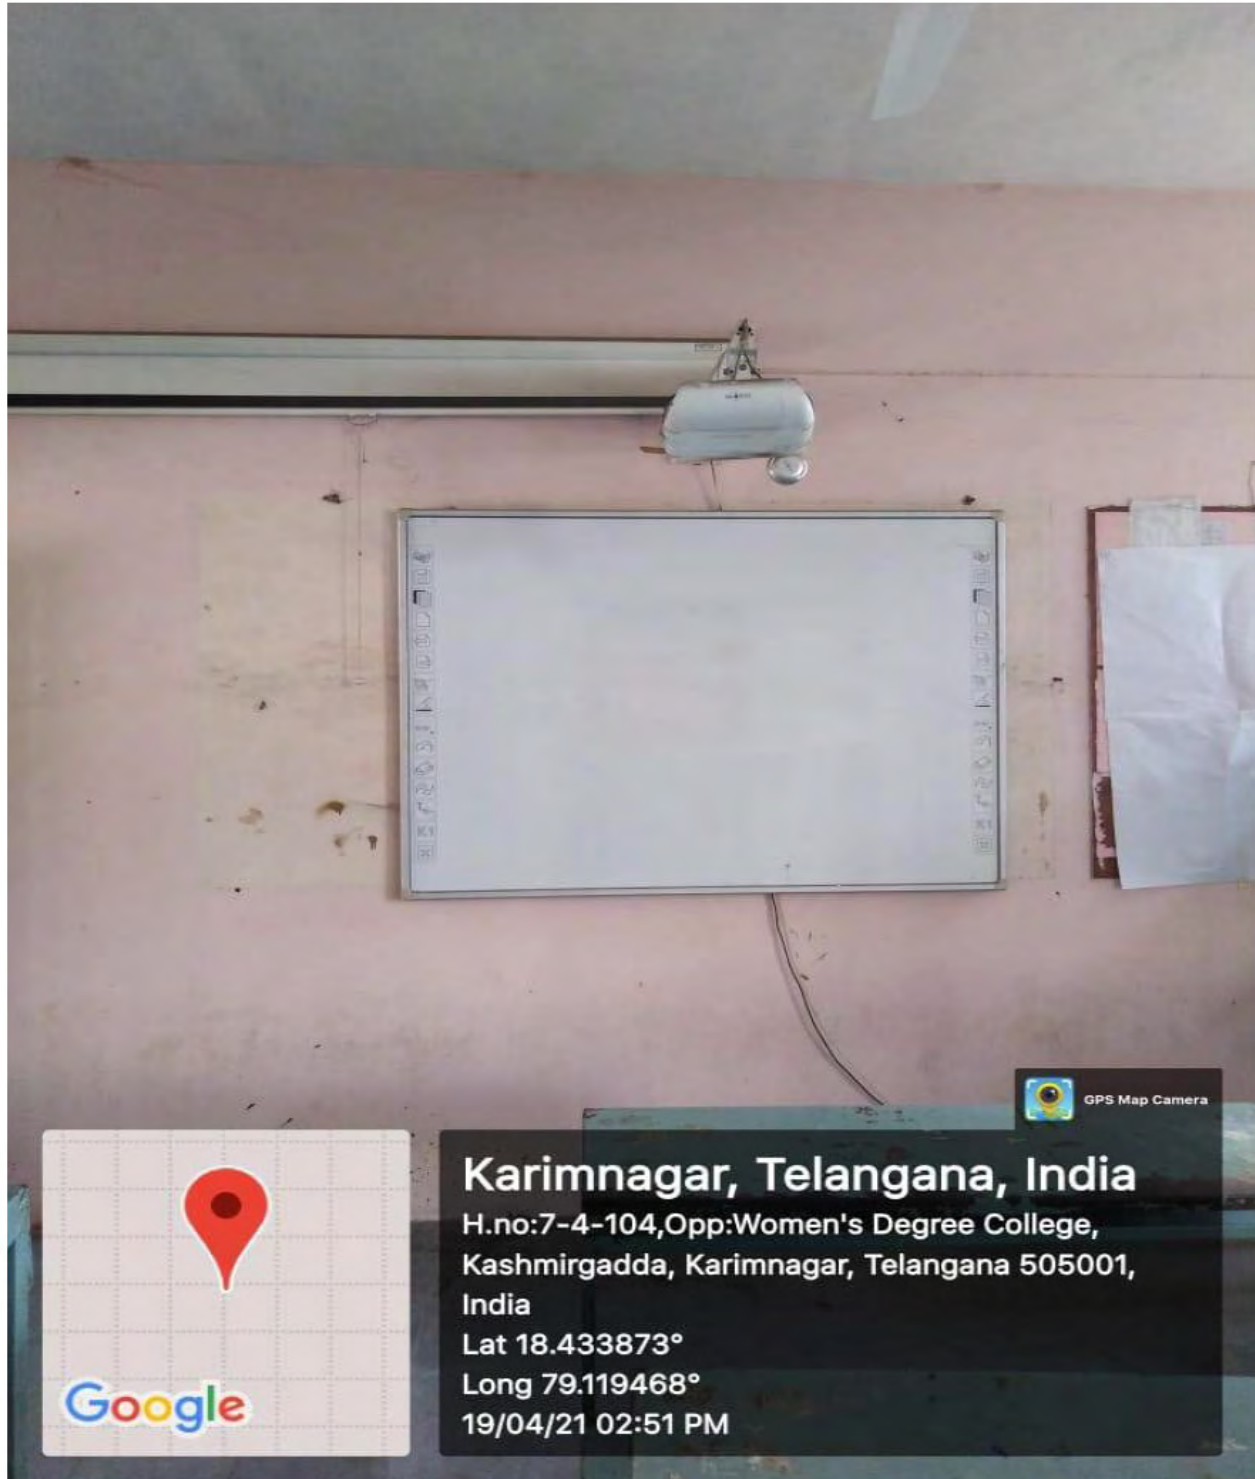 GPS Map Camera
Karimnagar, Telangana, India
H.no:7-4-104,Opp:Women's Degree College,
Kashmirgadda, Karimnagar, Telangana 505001,
India
Lat 18.433873°
Long 79.119468°
19/04/21 02:51 PM
Google